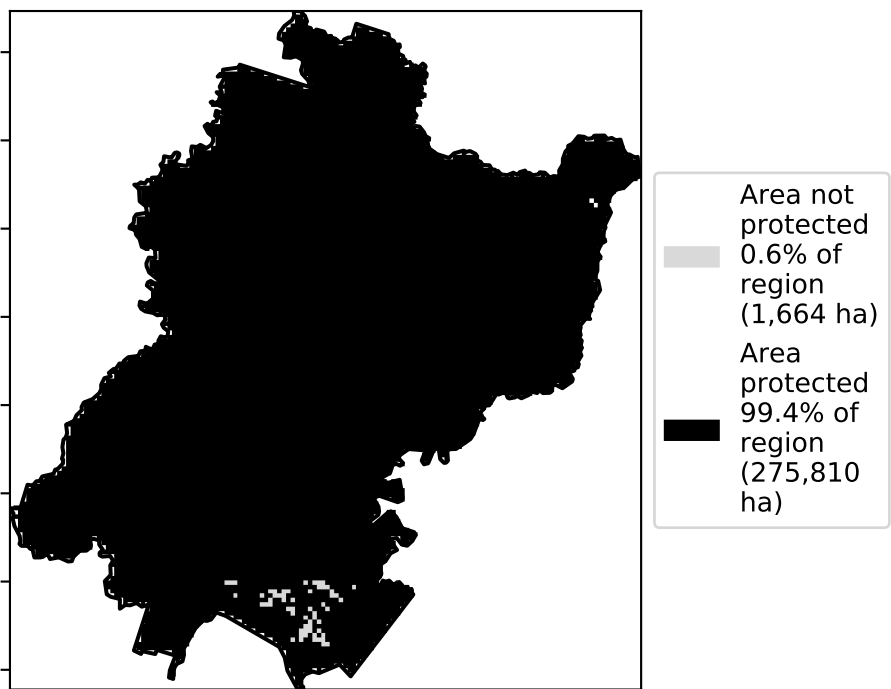 Area not
protected
0.6% of
region
(1,664 ha)
Area
protected
99.4% of
region
(275,810
ha)